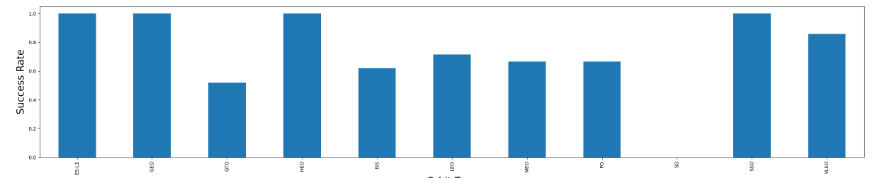 Success Rate
1.0
0.8
0.6
0.4
0.2
0.0
ES-L1
GEO
GTO
HEO
ISS
LEO
MEO
PO
SO
SSO
VLEO